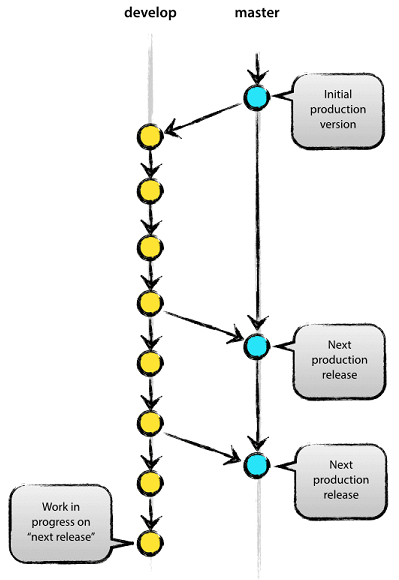 develop
master
Initial
production
version
Next
production
release
Next
production
release
Work in
progress on
“next release”